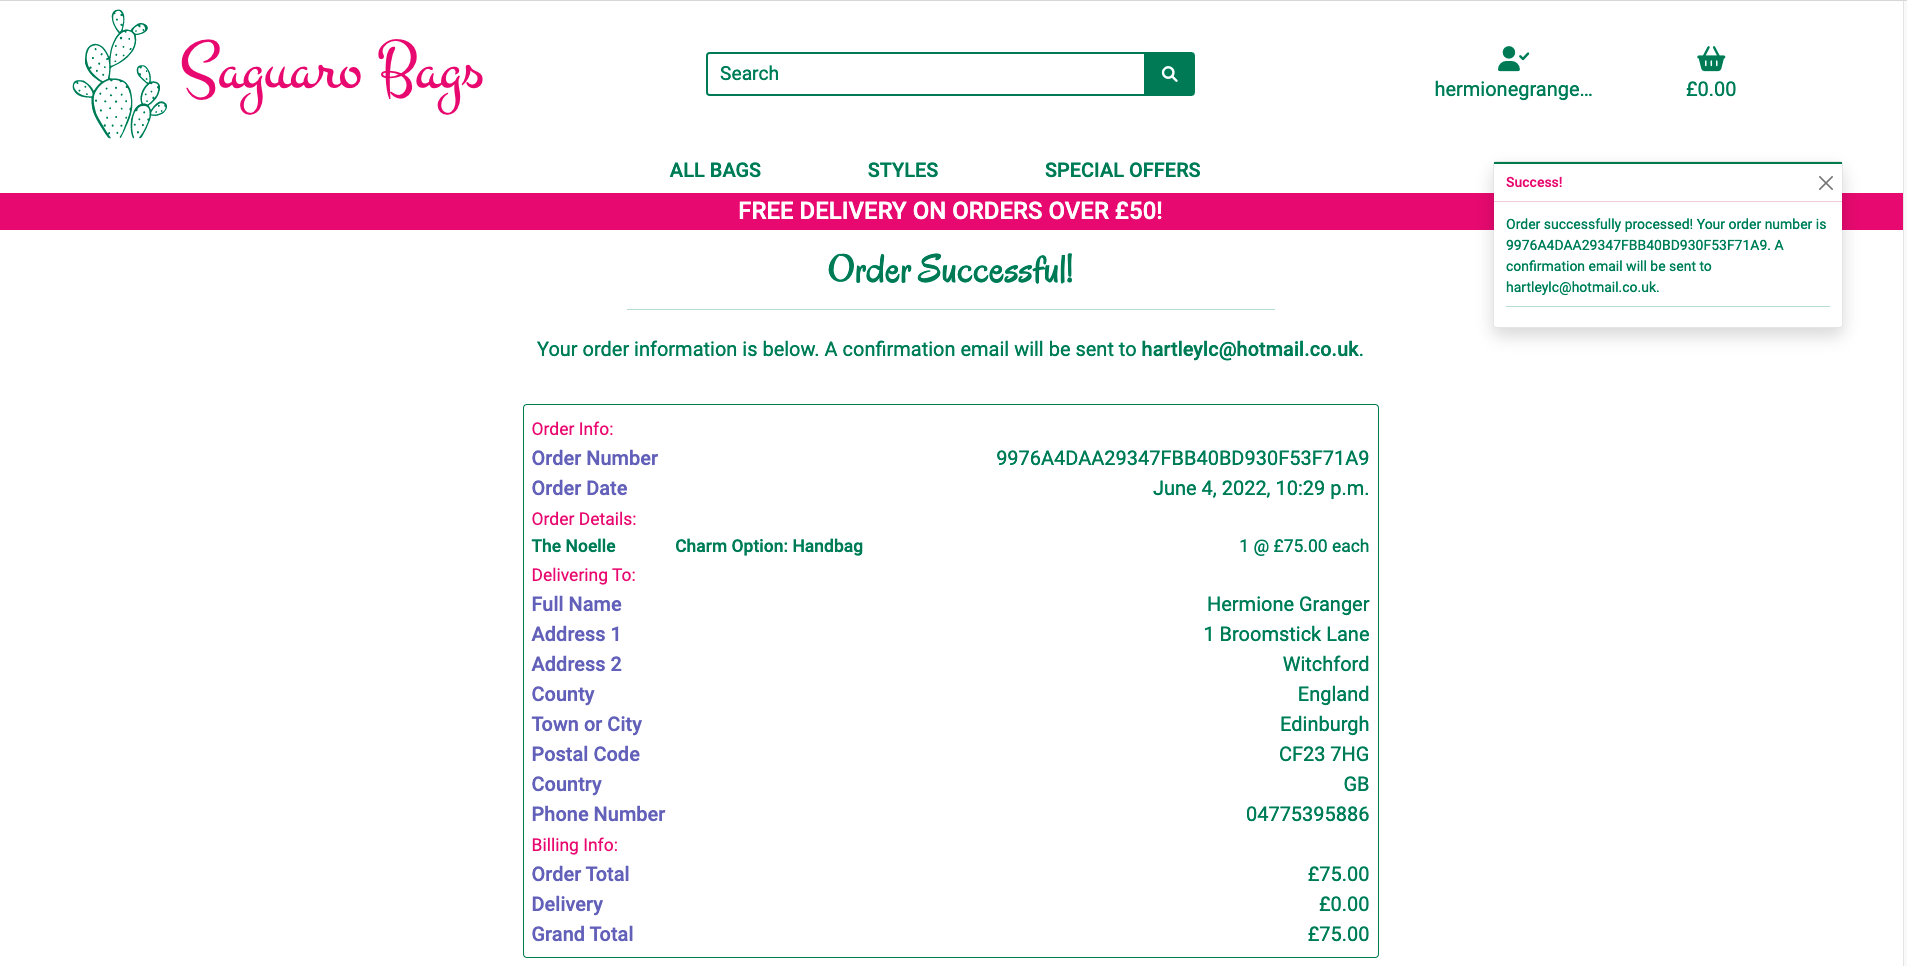 Saguaro Bags
Search
hermionegrange...
£0.00
ALL BAGS STYLES SPECIAL OFFERS
FREE DELIVERY ON ORDERS OVER £50!
Success!
Order successfully processed! Your order number is
9976A4DAA29347FBB40BD930F53F71A9. A
confirmation email will be sent to
hartleylc@hotmail.co.uk.
Order Successful!
Your order information is below. A confirmation email will be sent to hartleylc@hotmail.co.uk.
Order Info:
Order Number 9976A4DAA29347FBB40BD930F53F71A9
Order Date June 4, 2022, 10:29 p.m.
Order Details:
The Noelle Charm Option: Handbag 1 @ £75.00 each
Delivering To:
Full Name Hermione Granger
Address 1 1 Broomstick Lane
Address 2 Witchford
County England
Town or City Edinburgh
Postal Code CF23 7HG
Country GB
Phone Number 04775395886
Billing Info:
Order Total £75.00
Delivery £0.00
Grand Total £75.00